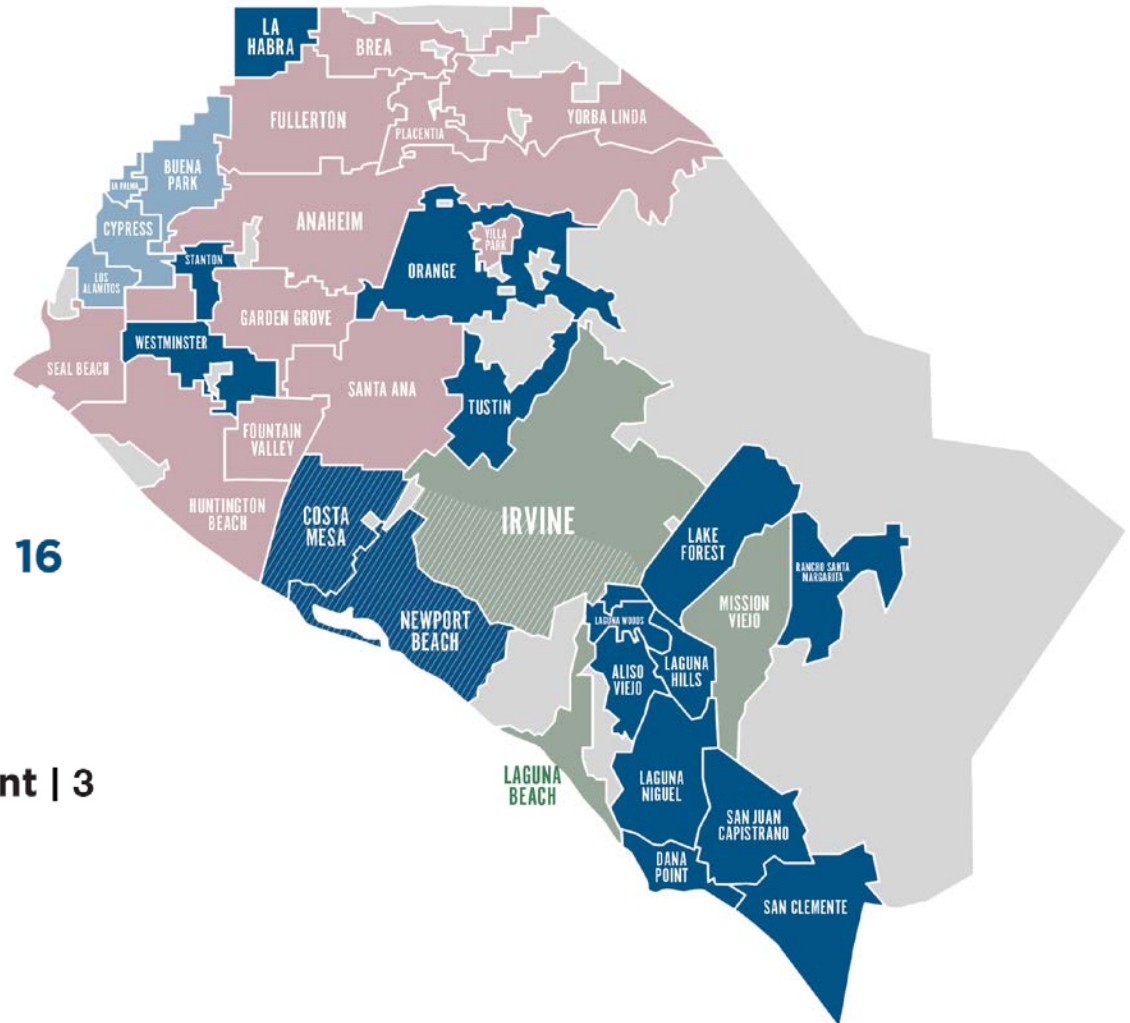 LA
HABRA
BREA
FULLERTON
PLACENTIA
YORBA LINDA
BUENA
PARK
LA PALMA
CYPRESS
ANAHEIM
VILLA
PARK
STANTON
ORANGE
LOS
ALAMITOS
GARDEN GROVE
WESTMINSTER
SEAL BEACH
SANTA ANA
TUSTIN
FOUNTAIN
VALLEY
HUNTINGTON
BEACH
COSTA
MESA
IRVINE
LAKE
FOREST
16
RANCHO SANTA
MARGARITA
MISSION
VIEJO
NEWPORT
BEACH
LAGUNA WOODS
ALISO
VIEJO
LAGUNA
HILLS
nt | 3
LAGUNA
BEACH
LAGUNA
NIGUEL
SAN JUAN
CAPISTRANO
DANA
POINT
SAN CLEMENTE